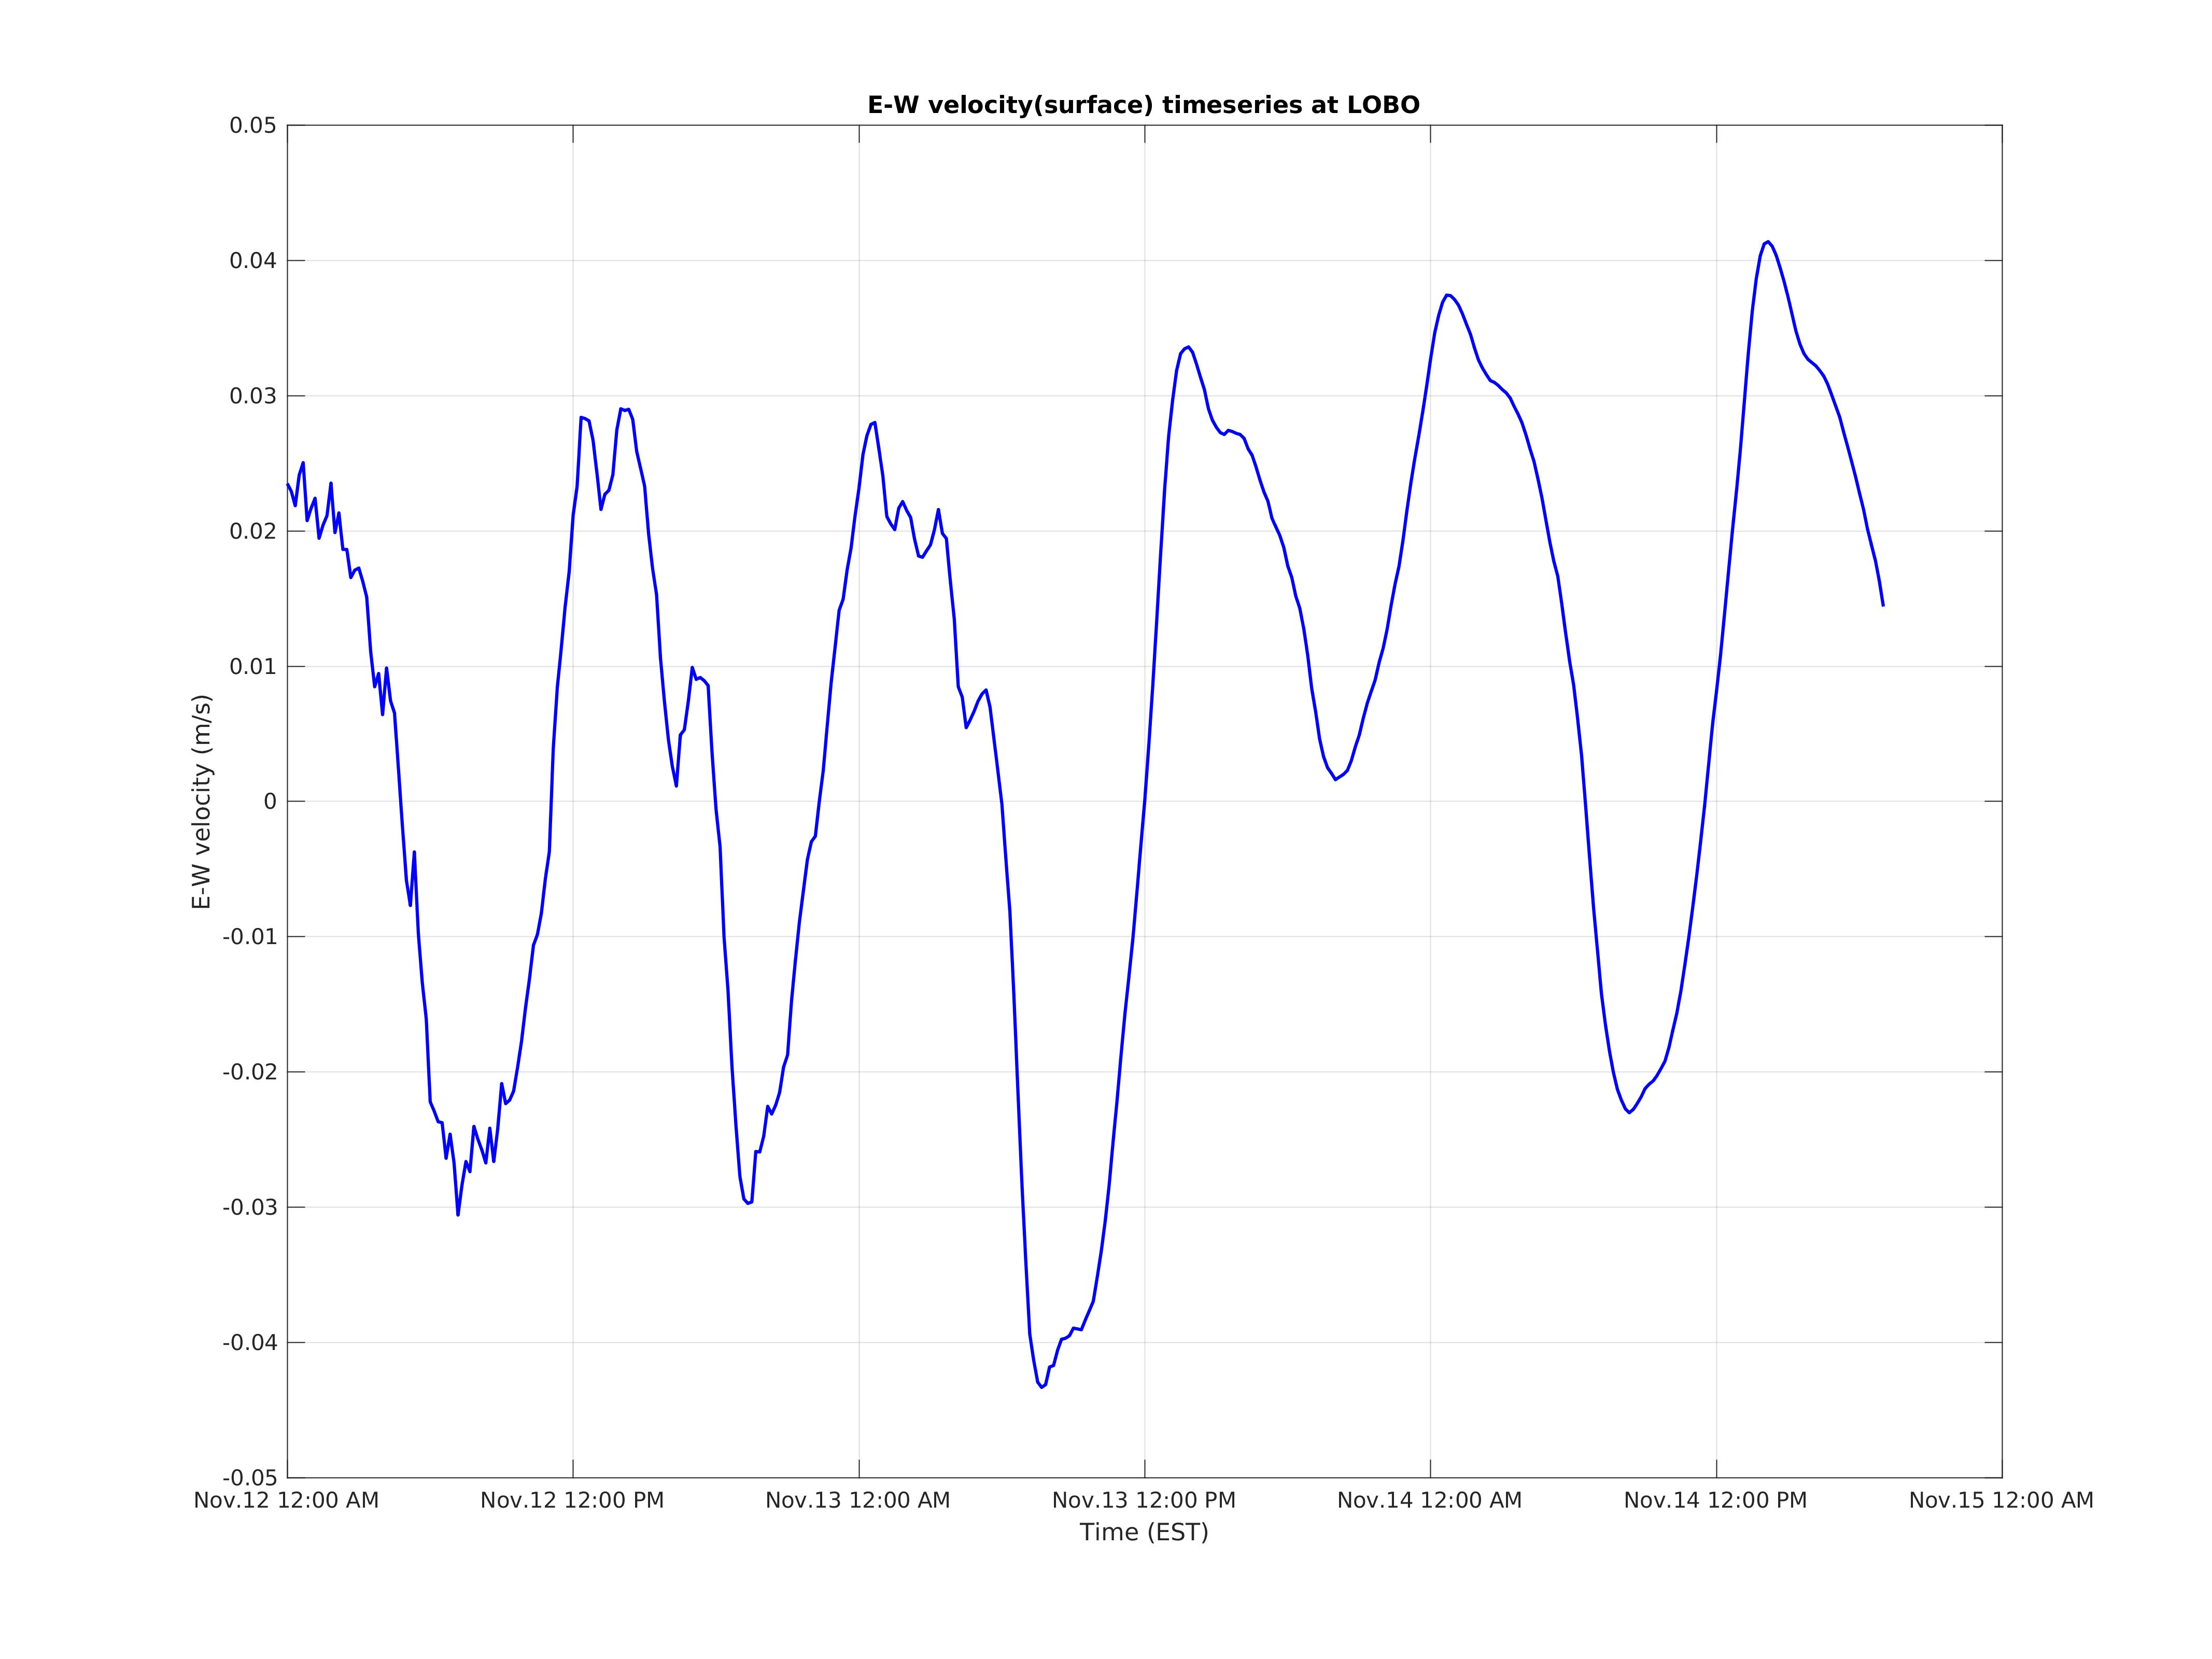 E-W velocity(surface) timeseries at LOBO
0.05
0.04
0.03
0.02
0.01
0
-0.01
-0.02
-0.03
-0.04
-0.05
E-W velocity (m/s)
Nov.12 12:00 AM Nov.12 12:00 PM Nov.13 12:00 AM Nov.13 12:00 PM Nov.14 12:00 AM Nov.14 12:00 PM Nov.15 12:00 AM
Time (EST)